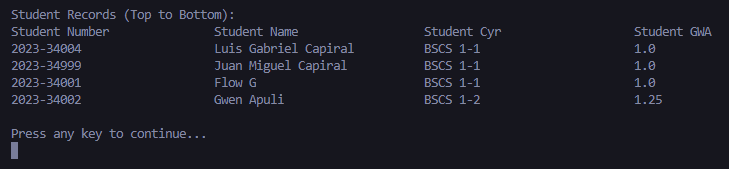 Student Records (Top to Bottom):
Student Number Student Name Student Cyr Student GWA
2023-34004 Luis Gabriel Capiral BSCS 1-1 1.0
2023-34999 Juan Miguel Capiral BSCS 1-1 1.0
2023-34001 Flow G BSCS 1-1 1.0
2023-34002 Gwen Apuli BSCS 1-2 1.25
Press any key to continue...